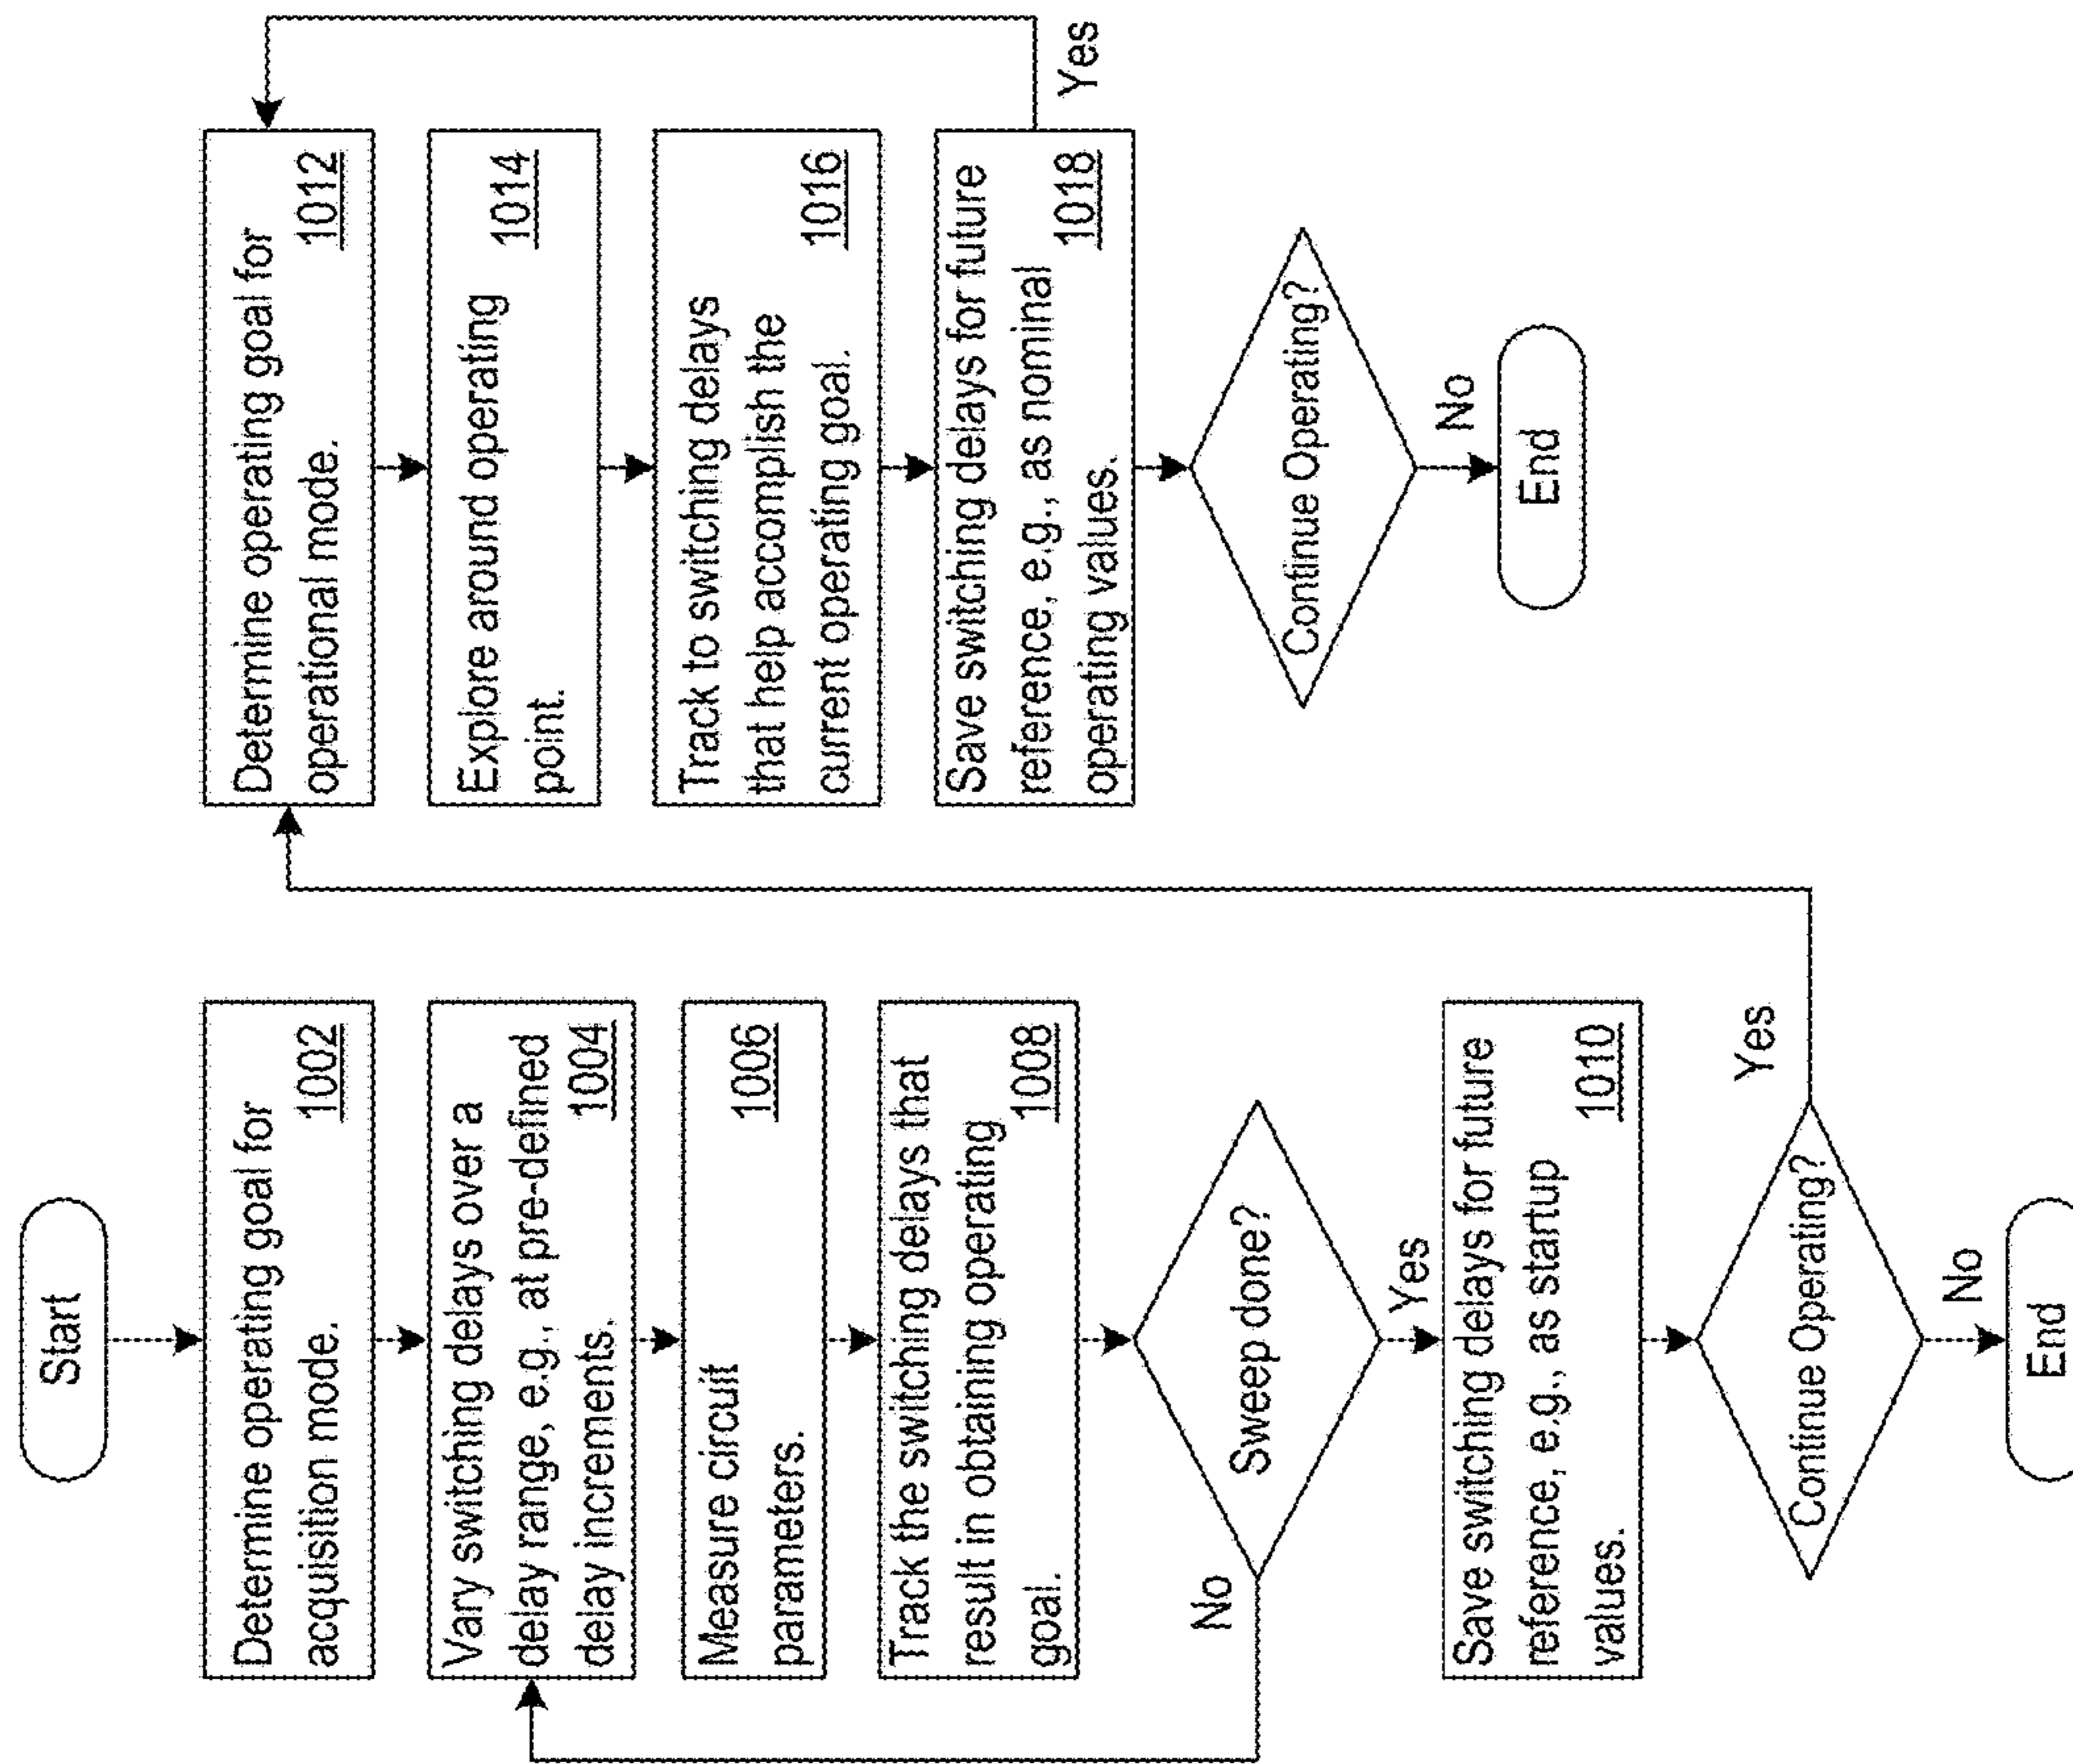 Start
Determine operating goal for
acquisition mode.
1002
Vary switching delays over a
delay range, e.g., at pre-defined
delay increments.
1004
Measure circuit
parameters.
1006
Track the switching delays that
result in obtaining operating
goal.
1008
Sweep done?
No
Yes
Save switching delays for future
reference, e.g., as startup
values.
1010
Continue Operating?
Yes
No
End
Determine operating goal for
operational mode.
1012
Explore around operating
point.
1014
Track to switching delays
that help accomplish the
current operating goal.
1016
Save switching delays for future
reference, e.g., as nominal
operating values.
1018
Yes
Continue Operating?
No
End